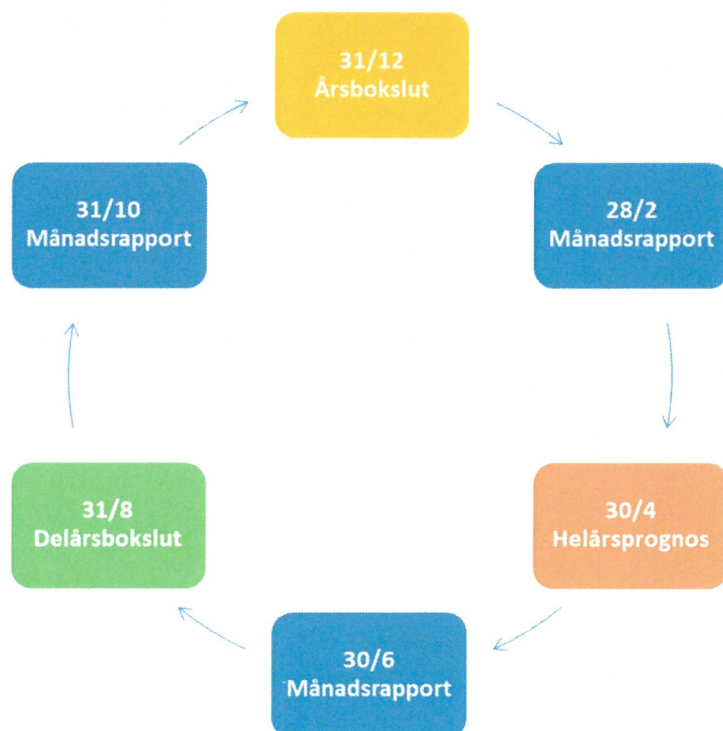 31/12
Årsbokslut
28/2
Månadsrapport
30/4
Helårsprognos
30/6
Månadsrapport
31/8
Delårsbokslut
31/10
Månadsrapport